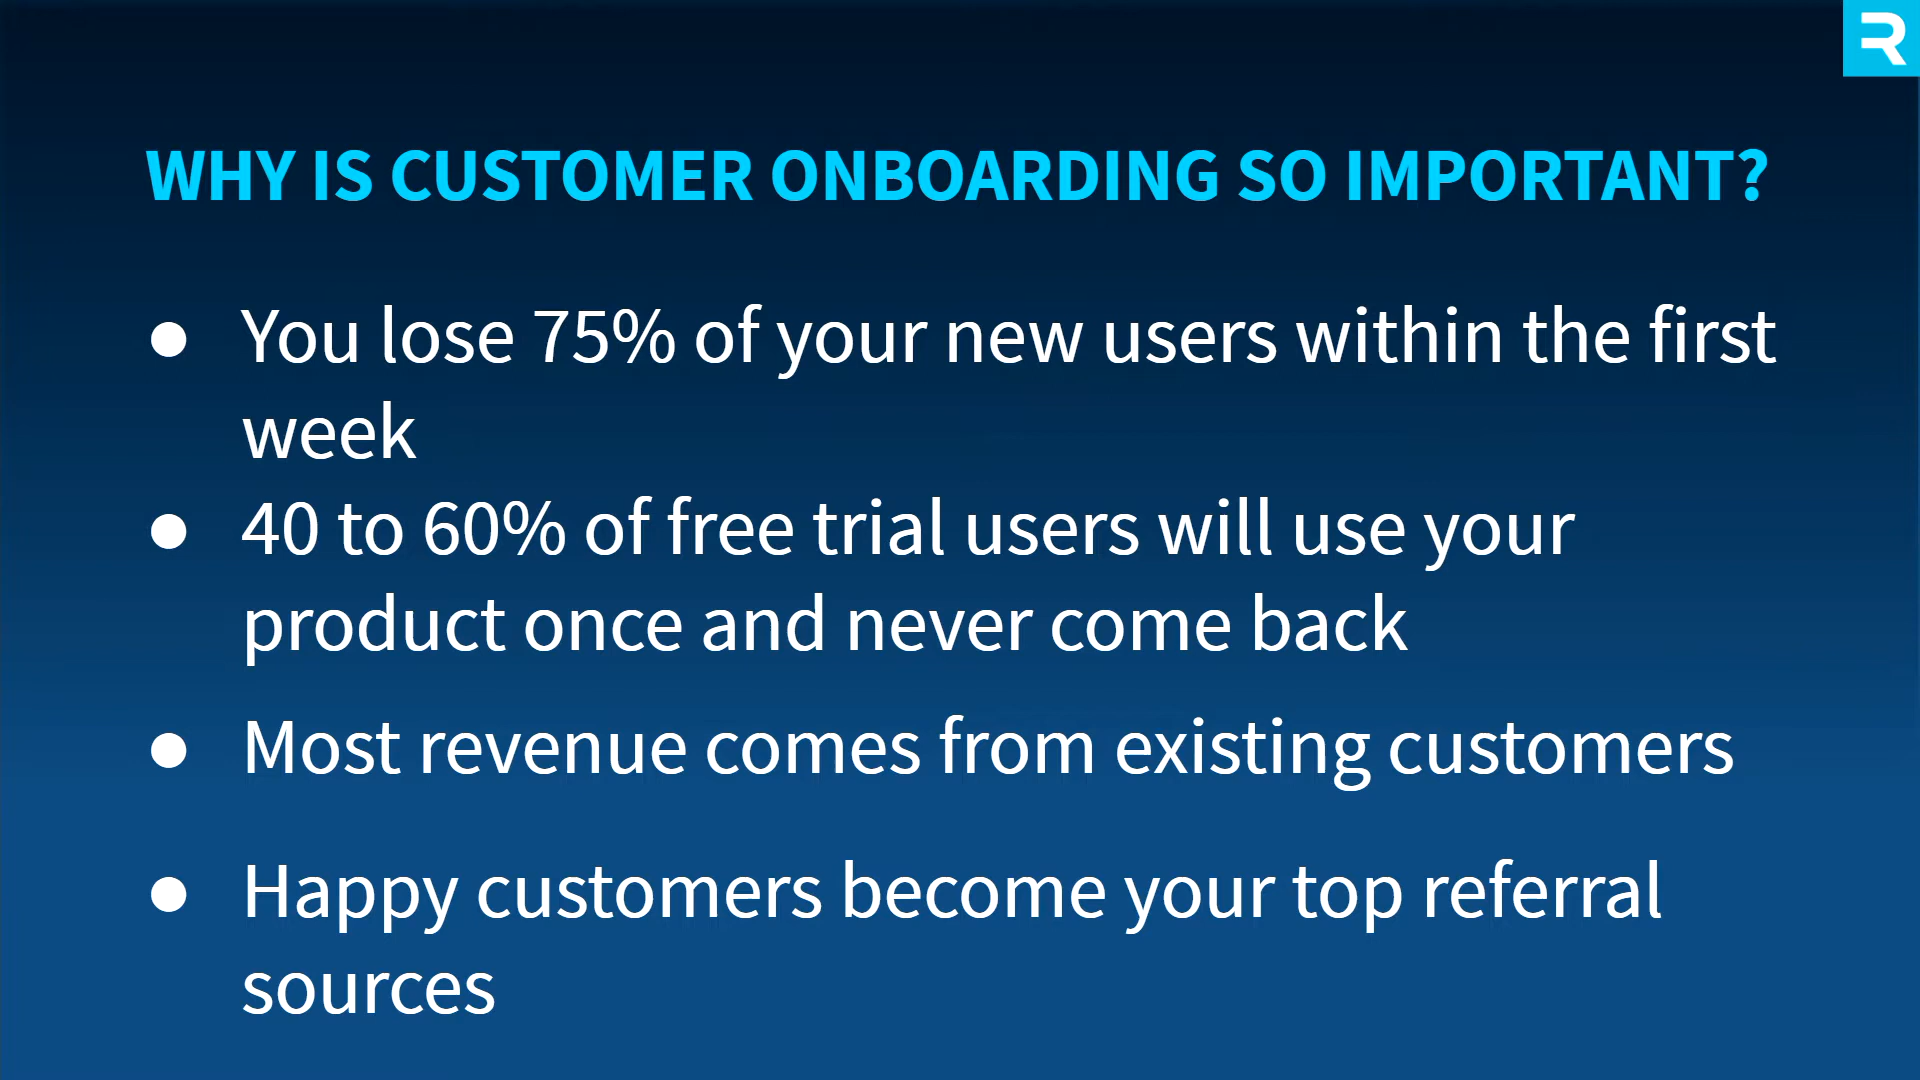 WHY IS CUSTOMER ONBOARDING SO IMPORTANT?
● You lose 75% of your new users within the first
week
● 40 to 60% of free trial users will use your
product once and never come back
● Most revenue comes from existing customers
● Happy customers become your top referral
sources